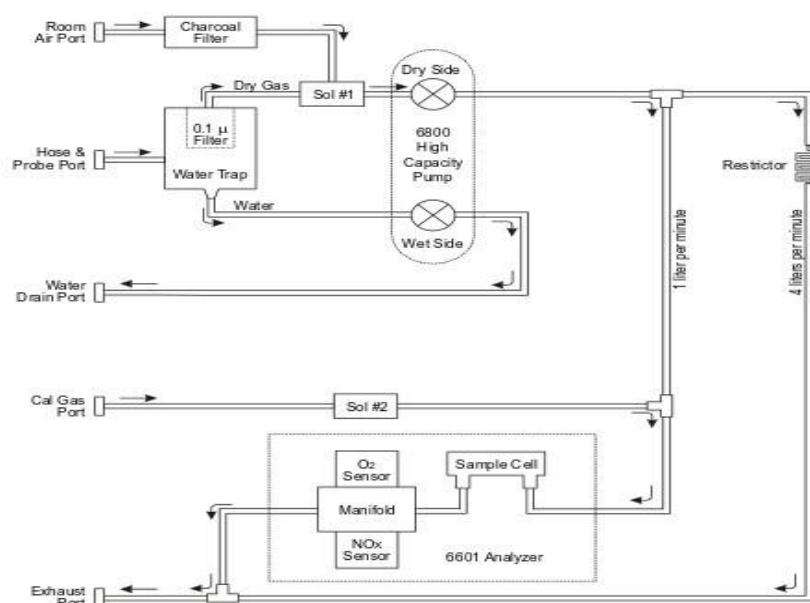 Room
Air Port
Charcoal
Filter
Dry Gas
Sol #1
Dry Side
0.1 µ
Filter
Hose &
Probe Port
Water Trap
6800
High
Capacity
Pump
Restrictor
Water
Wet Side
1 liter per minute
4 liters per minute
Water
Drain Port
Cal Gas
Port
Sol #2
O2
Sensor
Sample Cell
Manifold
NOx
Sensor
6601 Analyzer
Exhaust
Port